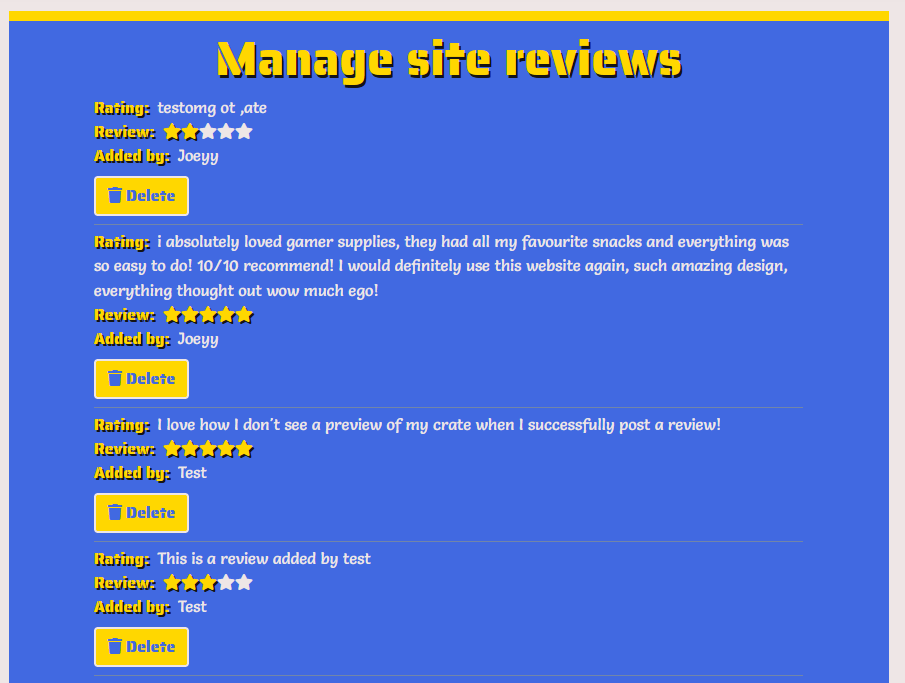 Manage site reviews
Rating: testomg ot ,ate
Review:
Added by: Joeyy
Delete
Rating: i absolutely loved gamer supplies, they had all my favourite snacks and everything was
so easy to do! 10/10 recommend! I would definitely use this website again, such amazing design,
everything thought out wow much ego!
Review:
Added by: Joeyy
Delete
Rating: I love how I don't see a preview of my crate when I successfully post a review!
Review:
Added by: Test
Delete
Rating: This is a review added by test
Review:
Added by: Test
Delete